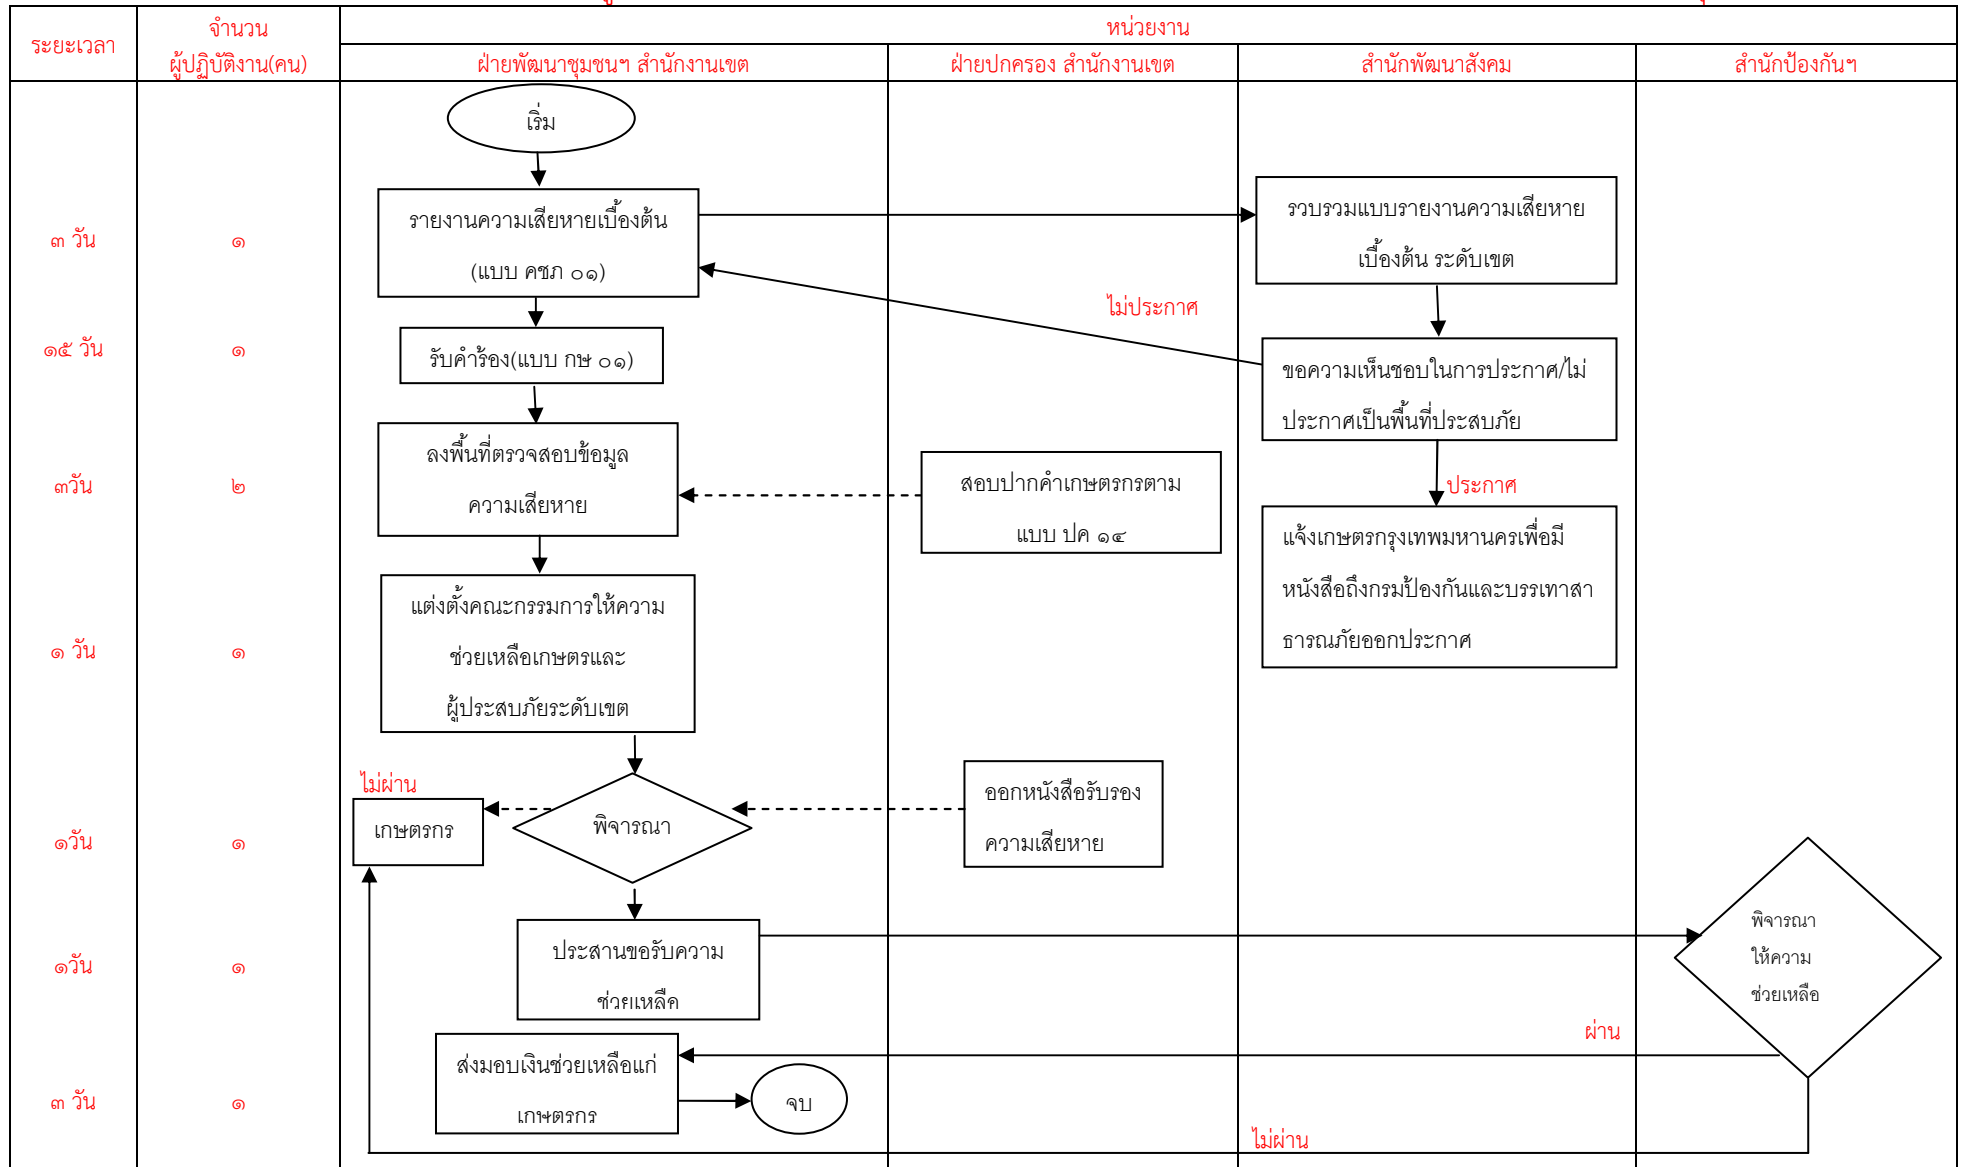 ระยะเวลา
จำนวน
ผู้ปฏิบัติงาน(คน)
หน่วยงาน
ฝ่ายพัฒนาชุมชนฯ สำนักงานเขต
ฝ่ายปกครอง สำนักงานเขต
สำนักพัฒนาสังคม
สำนักป้องกันฯ
เริ่ม
๓ วัน
๑
รายงานความเสียหายเบื้องต้น
(แบบ คชภ ๐๑)
รวบรวมแบบรายงานความเสียหาย
เบื้องต้น ระดับเขต
ไม่ประกาศ
๑๕ วัน
๑
รับคำร้อง(แบบ กษ ๐๑)
ขอความเห็นชอบในการประกาศ/ไม่
ประกาศเป็นพื้นที่ประสบภัย
๓วัน
๒
ลงพื้นที่ตรวจสอบข้อมูล
ความเสียหาย
สอบปากคำเกษตรกรตาม
แบบ ปค ๑๔
ประกาศ
แจ้งเกษตรกรุงเทพมหานครเพื่อมี
หนังสือถึงกรมป้องกันและบรรเทาสา
ธารณภัยออกประกาศ
๑ วัน
๑
แต่งตั้งคณะกรรมการให้ความ
ช่วยเหลือเกษตรและ
ผู้ประสบภัยระดับเขต
ไม่ผ่าน
๑วัน
๑
เกษตรกร
พิจารณา
ออกหนังสือรับรอง
ความเสียหาย
๑วัน
๑
ประสานขอรับความ
ช่วยเหลือ
พิจารณา
ให้ความ
ช่วยเหลือ
ผ่าน
๓ วัน
๑
ส่งมอบเงินช่วยเหลือแก่
เกษตรกร
จบ
ไม่ผ่าน